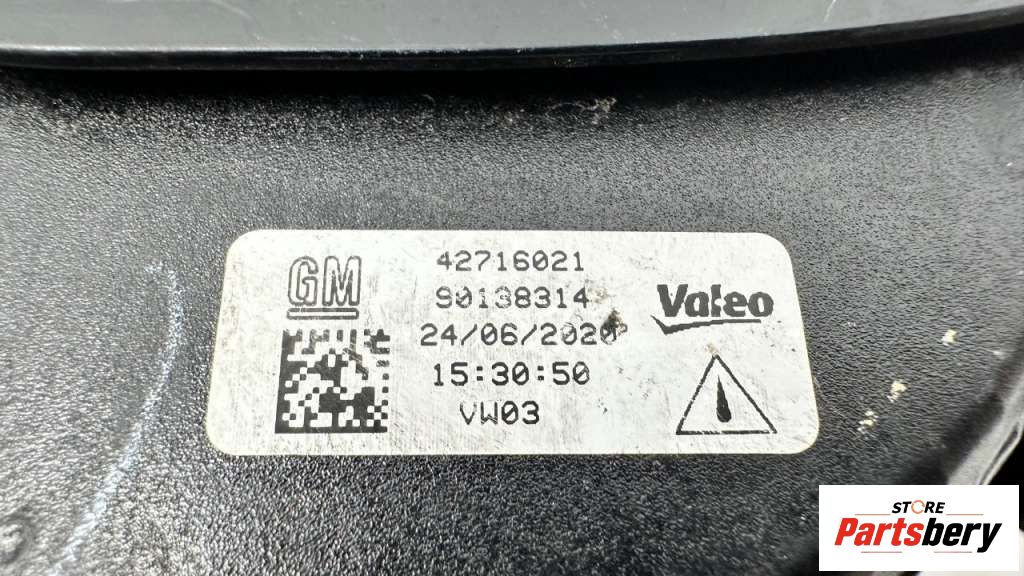 GM
42716021
90138314
24/06/2020
15:30:50
VW03
Valeo
STORE
Partsbery